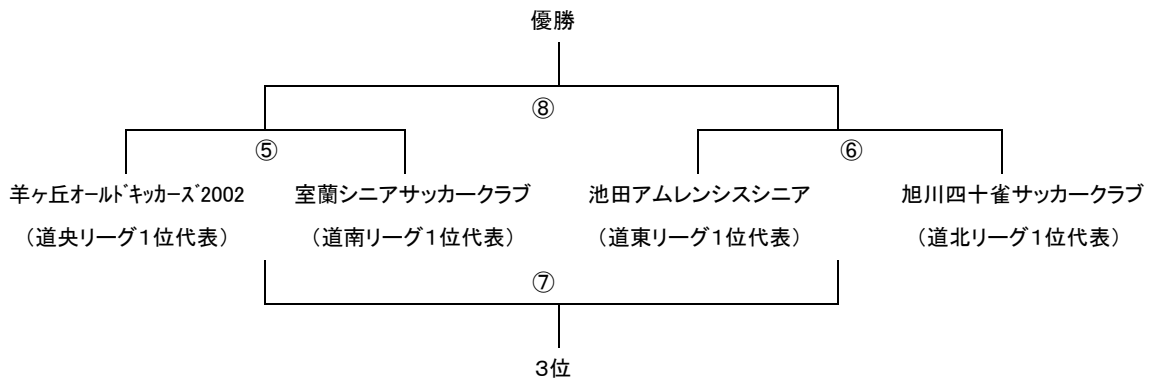 優勝
⑧
⑤ ⑥
羊ヶ丘ｵｰﾙﾄﾞｷｯｶｰｽﾞ2002 室蘭シニアサッカークラブ 池田アムレンシスシニア 旭川四十雀サッカークラブ
（道央リーグ１位代表） （道南リーグ１位代表） （道東リーグ１位代表） （道北リーグ１位代表）
⑦
３位